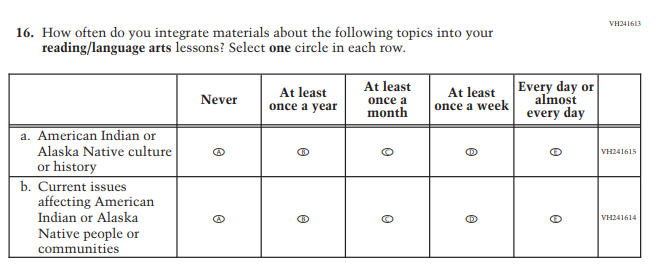 VH241613
16. How often do you integrate materials about the following topics into your
reading/language arts lessons? Select one circle in each row.
Never
At least
once a year
At least
once a
month
At least
once a week
Every day or
almost
every day
a. American Indian or
Alaska Native culture
or history
A B C D E
VH241615
b. Current issues
affecting American
Indian or Alaska
Native people or
communities
A B C D E
VH241614